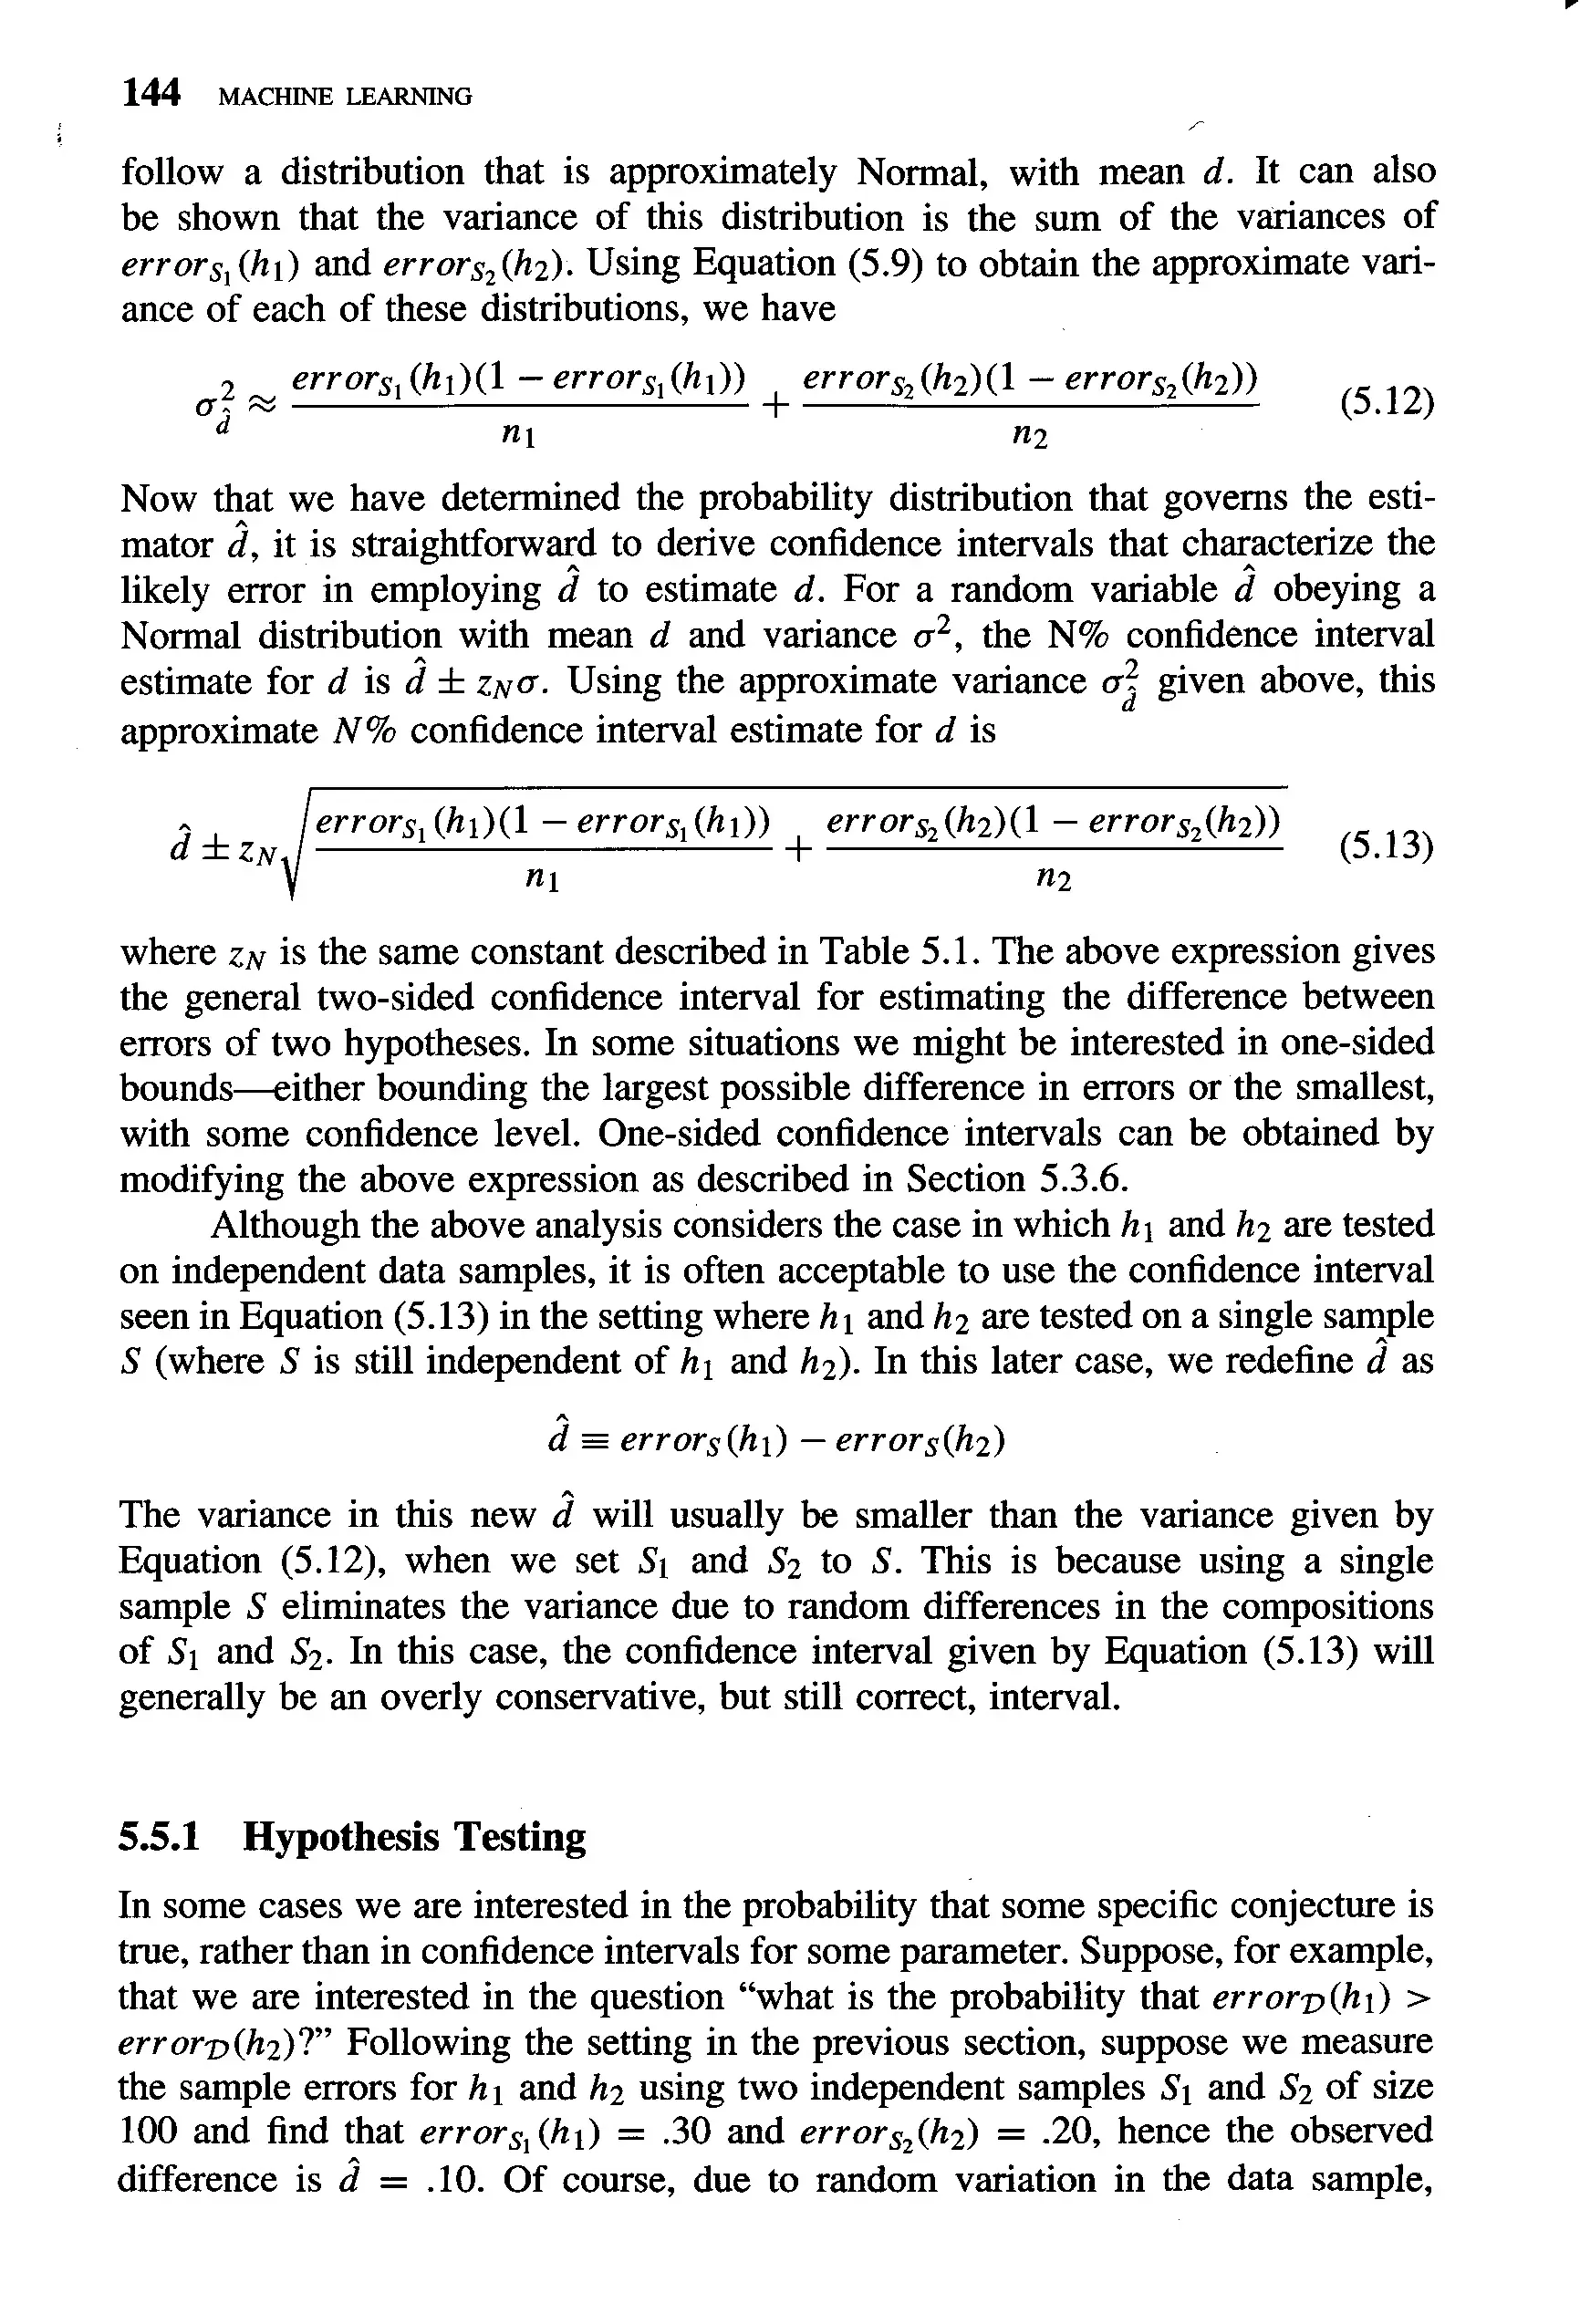 144 MACHINE LEARNING
follow a distribution that is approximately Normal, with mean d. It can also
be shown that the variance of this distribution is the sum of the variances of
error_{S_1}(h_1) and error_{S_2}(h_2). Using Equation (5.9) to obtain the approximate vari-
ance of each of these distributions, we have
σ_{\hat{d}}^2 ≈ \frac{error_{S_1}(h_1)(1 − error_{S_1}(h_1))}{n_1} + \frac{error_{S_2}(h_2)(1 − error_{S_2}(h_2))}{n_2} (5.12)
Now that we have determined the probability distribution that governs the esti-
mator \hat{d}, it is straightforward to derive confidence intervals that characterize the
likely error in employing \hat{d} to estimate d. For a random variable \hat{d} obeying a
Normal distribution with mean d and variance σ^2, the N% confidence interval
estimate for d is \hat{d} ± z_Nσ. Using the approximate variance σ_{\hat{d}}^2 given above, this
approximate N% confidence interval estimate for d is
\hat{d} ± z_N \sqrt{\frac{error_{S_1}(h_1)(1 − error_{S_1}(h_1))}{n_1} + \frac{error_{S_2}(h_2)(1 − error_{S_2}(h_2))}{n_2}} (5.13)
where z_N is the same constant described in Table 5.1. The above expression gives
the general two-sided confidence interval for estimating the difference between
errors of two hypotheses. In some situations we might be interested in one-sided
bounds—either bounding the largest possible difference in errors or the smallest,
with some confidence level. One-sided confidence intervals can be obtained by
modifying the above expression as described in Section 5.3.6.
Although the above analysis considers the case in which h_1 and h_2 are tested
on independent data samples, it is often acceptable to use the confidence interval
seen in Equation (5.13) in the setting where h_1 and h_2 are tested on a single sample
S (where S is still independent of h_1 and h_2). In this later case, we redefine \hat{d} as
\hat{d} ≡ error_S(h_1) − error_S(h_2)
The variance in this new \hat{d} will usually be smaller than the variance given by
Equation (5.12), when we set S_1 and S_2 to S. This is because using a single
sample S eliminates the variance due to random differences in the compositions
of S_1 and S_2. In this case, the confidence interval given by Equation (5.13) will
generally be an overly conservative, but still correct, interval.
5.5.1 Hypothesis Testing
In some cases we are interested in the probability that some specific conjecture is
true, rather than in confidence intervals for some parameter. Suppose, for example,
that we are interested in the question “what is the probability that error_D(h_1) >
error_D(h_2)?” Following the setting in the previous section, suppose we measure
the sample errors for h_1 and h_2 using two independent samples S_1 and S_2 of size
100 and find that error_{S_1}(h_1) = .30 and error_{S_2}(h_2) = .20, hence the observed
difference is \hat{d} = .10. Of course, due to random variation in the data sample,